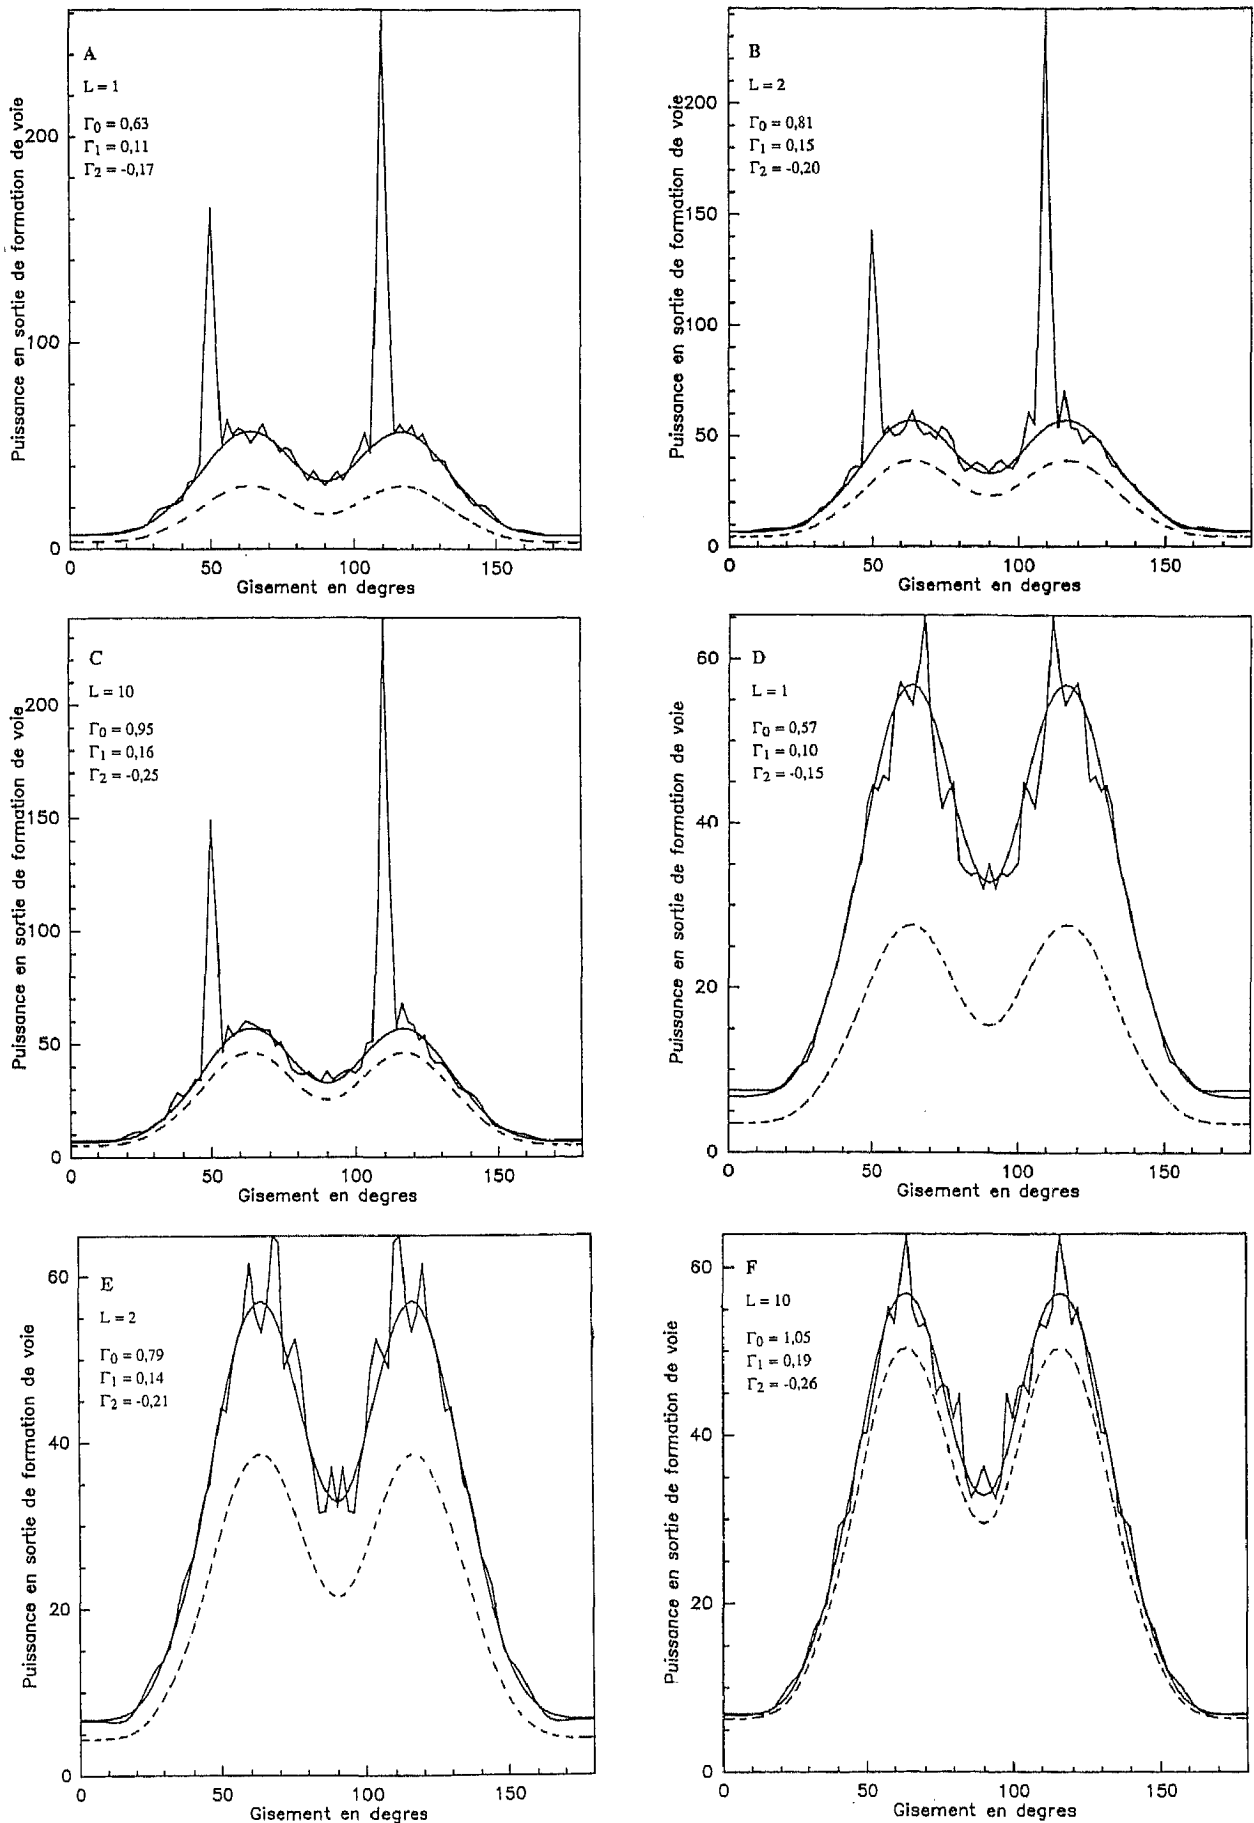 A
L = 1
Γ0 = 0,63
Γ1 = 0,11
Γ2 = -0,17
Puissance en sortie de formation de voie
200
100
0
0 50 100 150
Gisement en degres
B
L = 2
Γ0 = 0,81
Γ1 = 0,15
Γ2 = -0,20
Puissance en sortie de formation de voie
200
150
100
50
0
0 50 100 150
Gisement en degres
C
L = 10
Γ0 = 0,95
Γ1 = 0,16
Γ2 = -0,25
Puissance en sortie de formation de voie
200
150
100
50
0
0 50 100 150
Gisement en degres
D
L = 1
Γ0 = 0,57
Γ1 = 0,10
Γ2 = -0,15
Puissance en sortie de formation de voie
60
40
20
0
0 50 100 150
Gisement en degres
E
L = 2
Γ0 = 0,79
Γ1 = 0,14
Γ2 = -0,21
Puissance en sortie de formation de voie
60
40
20
0
0 50 100 150
Gisement en degres
F
L = 10
Γ0 = 1,05
Γ1 = 0,19
Γ2 = -0,26
Puissance en sortie de formation de voie
60
40
20
0
0 50 100 150
Gisement en degres